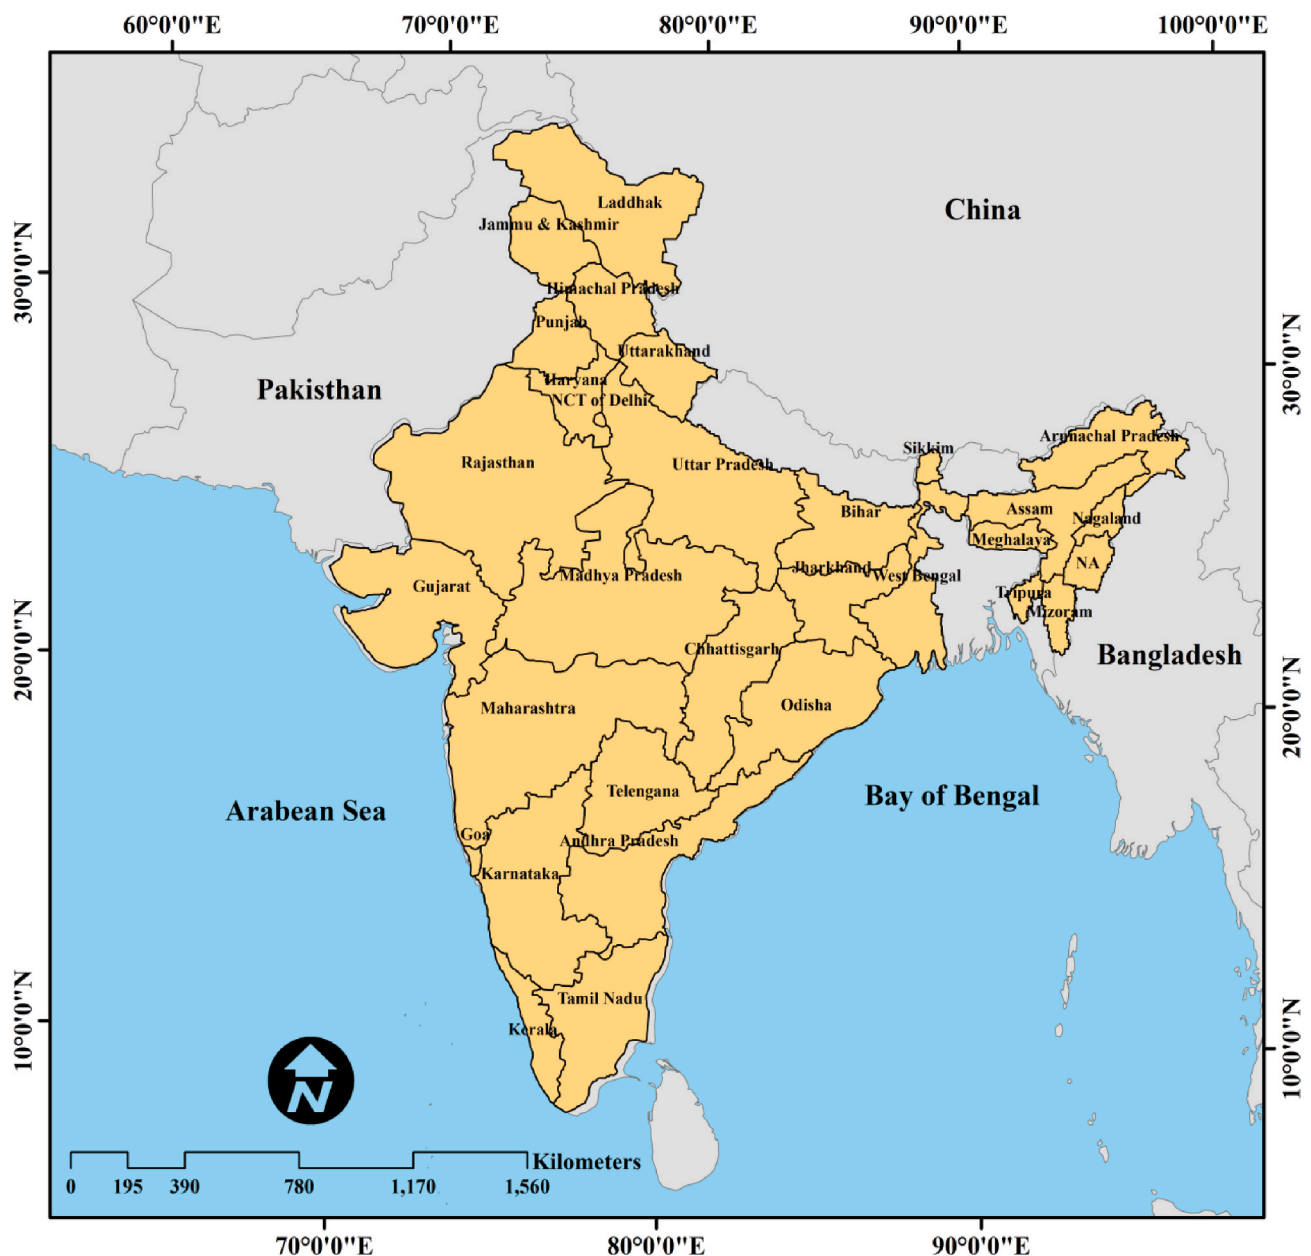 60°0'0"E 70°0'0"E 80°0'0"E 90°0'0"E 100°0'0"E
Laddhak
China
Jammu & Kashmir
30°0'0"N
Himachal Pradesh
Punjab
Uttarakhand
30°0'0"N
Haryana
Pakisthan
NCT of Delhi
Arunachal Pradesh
Sikkim
Rajasthan
Uttar Pradesh
Bihar
Assam
Nagaland
Meghalaya
NA
Jharkhand
Madhya Pradesh
West Bengal
Gujarat
Tripura
Mizoram
20°0'0"N
Chhattisgarh
Bangladesh
Odisha
Maharashtra
20°0'0"N
Telengana
Bay of Bengal
Arabean Sea
Goa
Andhra Pradesh
Karnataka
Tamil Nadu
10°0'0"N
Kerala
10°0'0"N
N
Kilometers
0 195 390 780 1,170 1,560
70°0'0"E 80°0'0"E 90°0'0"E